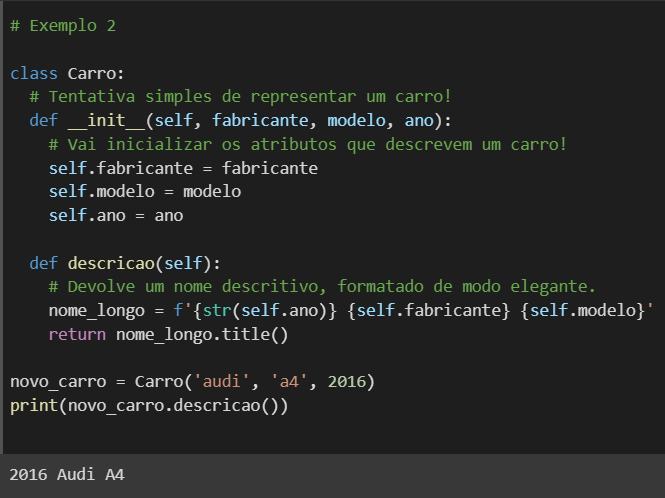 # Exemplo 2
class Carro:
  # Tentativa simples de representar um carro!
  def __init__(self, fabricante, modelo, ano):
    # Vai inicializar os atributos que descrevem um carro!
    self.fabricante = fabricante
    self.modelo = modelo
    self.ano = ano
  def descricao(self):
    # Devolve um nome descritivo, formatado de modo elegante.
    nome_longo = f'{str(self.ano)} {self.fabricante} {self.modelo}'
    return nome_longo.title()
novo_carro = Carro('audi', 'a4', 2016)
print(novo_carro.descricao())
2016 Audi A4